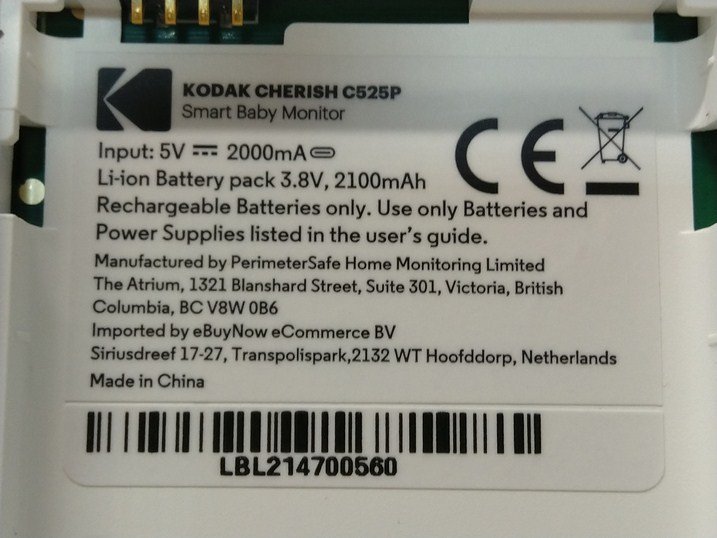 KODAK CHERISH C525P
Smart Baby Monitor
Input: 5V ⎓ 2000mA
Li-ion Battery pack 3.8V, 2100mAh
Rechargeable Batteries only. Use only Batteries and
Power Supplies listed in the user's guide.
Manufactured by PerimeterSafe Home Monitoring Limited
The Atrium, 1321 Blanshard Street, Suite 301, Victoria, British
Columbia, BC V8W 0B6
Imported by eBuyNow eCommerce BV
Siriusdreef 17-27, Transpolispark,2132 WT Hoofddorp, Netherlands
Made in China
LBL214700560
CE